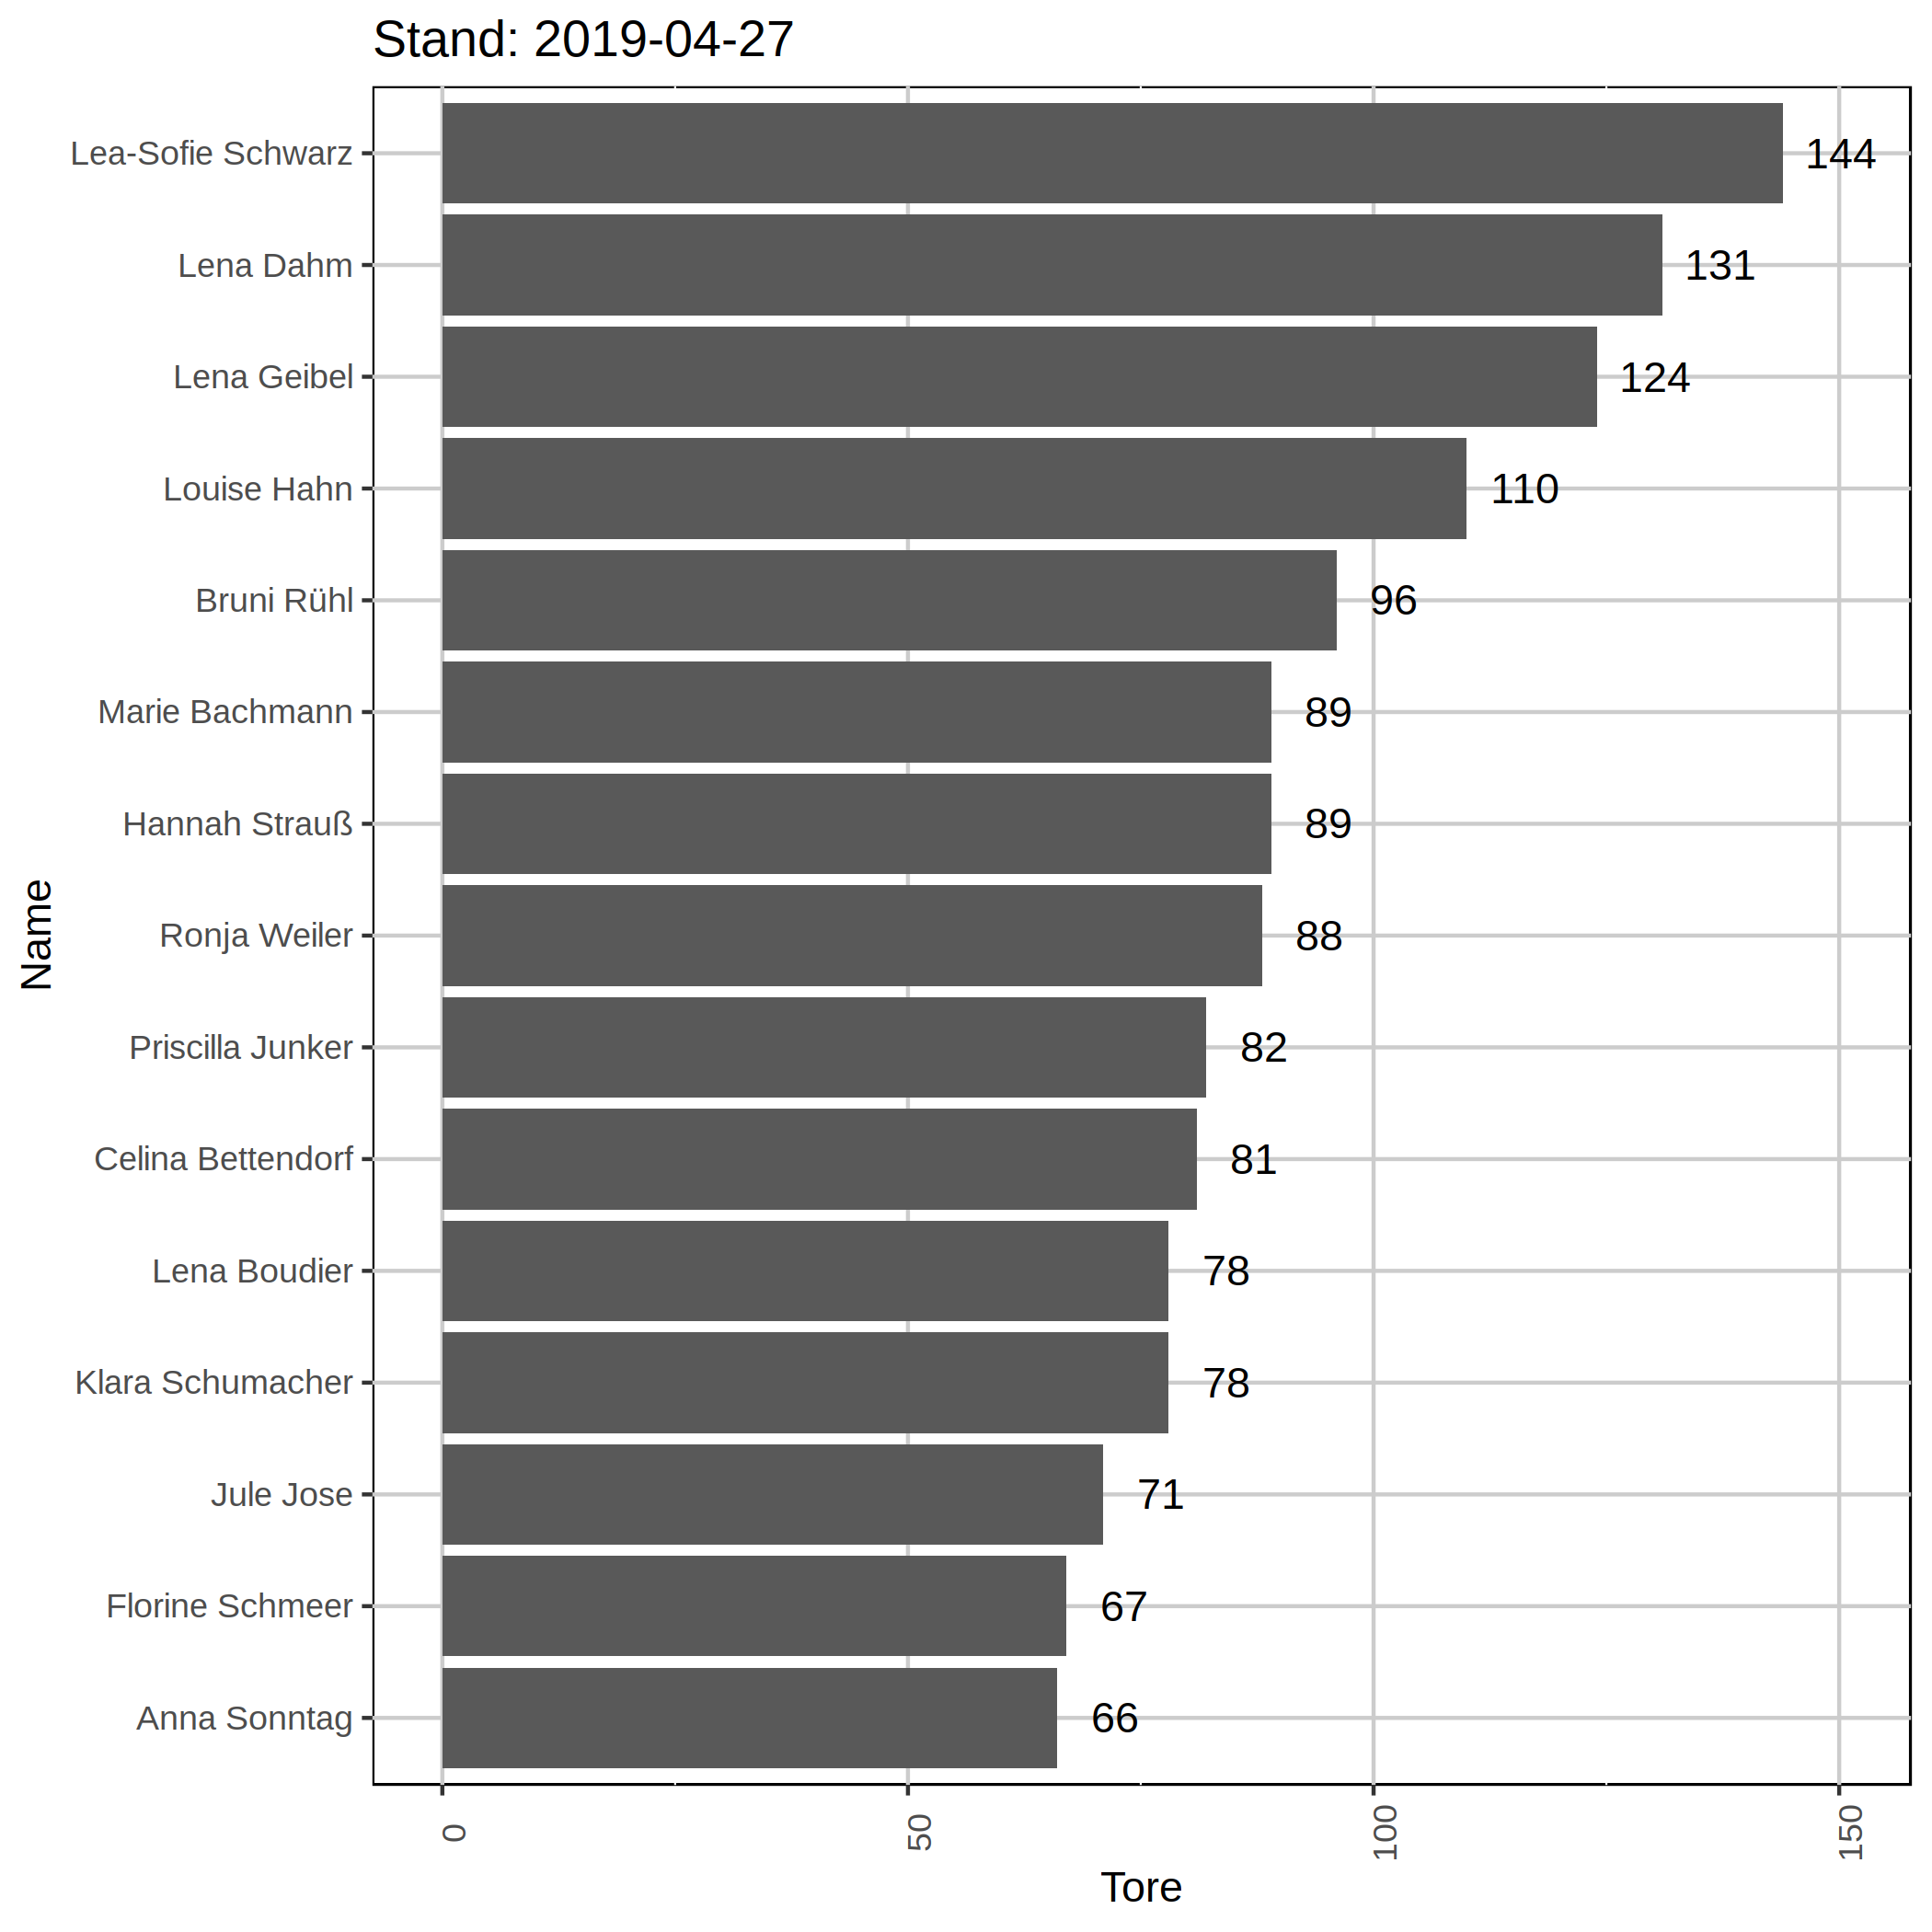 Stand: 2019-04-27
Name
Lea-Sofie Schwarz 144
Lena Dahm 131
Lena Geibel 124
Louise Hahn 110
Bruni Rühl 96
Marie Bachmann 89
Hannah Strauß 89
Ronja Weiler 88
Priscilla Junker 82
Celina Bettendorf 81
Lena Boudier 78
Klara Schumacher 78
Jule Jose 71
Florine Schmeer 67
Anna Sonntag 66
0 50 100 150
Tore